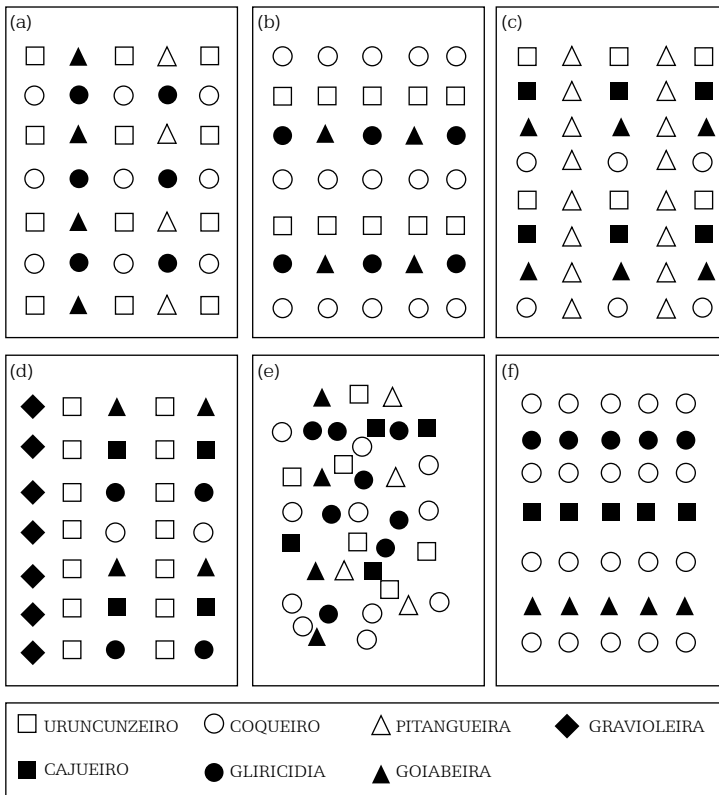 (a)
(b)
(c)
(d)
(e)
(f)
URUNCUNZEIRO
COQUEIRO
PITANGUEIRA
GRAVIOLEIRA
CAJUEIRO
GLIRICIDIA
GOIABEIRA